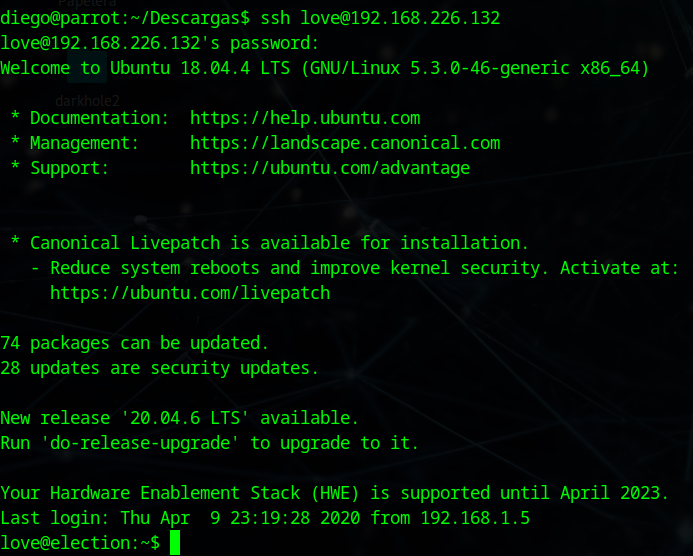 Papelera
diego@parrot:~/Descargas$ ssh love@192.168.226.132
love@192.168.226.132's password:
Welcome to Ubuntu 18.04.4 LTS (GNU/Linux 5.3.0-46-generic x86_64)
darkhole2
 * Documentation:  https://help.ubuntu.com
 * Management:     https://landscape.canonical.com
 * Support:        https://ubuntu.com/advantage
 * Canonical Livepatch is available for installation.
   - Reduce system reboots and improve kernel security. Activate at:
     https://ubuntu.com/livepatch
74 packages can be updated.
28 updates are security updates.
New release '20.04.6 LTS' available.
Run 'do-release-upgrade' to upgrade to it.
Your Hardware Enablement Stack (HWE) is supported until April 2023.
Last login: Thu Apr  9 23:19:28 2020 from 192.168.1.5
love@election:~$